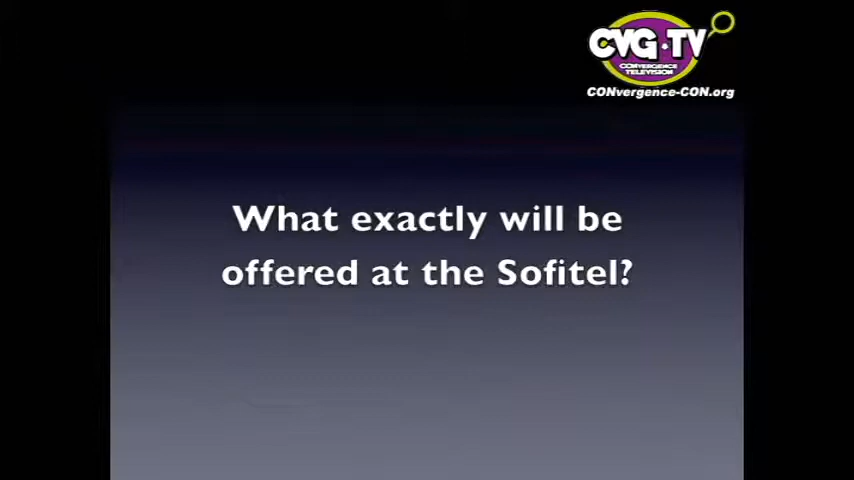 CVG-TV
CONVERGENCE
TELEVISION
CONvergence-CON.org
What exactly will be
offered at the Sofitel?